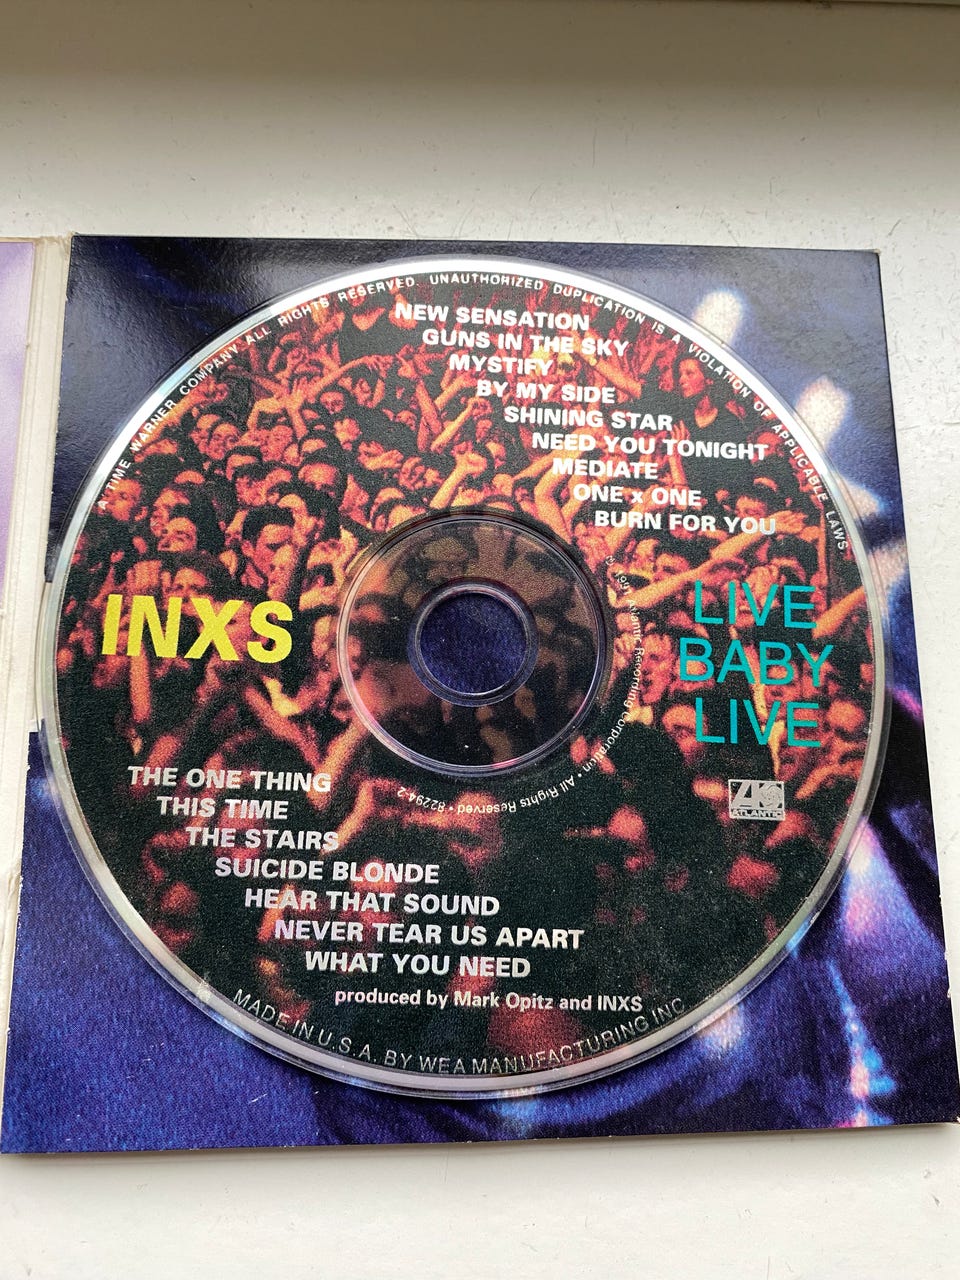 A TIME WARNER COMPANY ALL RIGHTS RESERVED. UNAUTHORIZED DUPLICATION IS A VIOLATION OF APPLICABLE LAWS
NEW SENSATION
GUNS IN THE SKY
MYSTIFY
BY MY SIDE
SHINING STAR
NEED YOU TONIGHT
MEDIATE
ONE x ONE
BURN FOR YOU
INXS
LIVE
BABY
LIVE
Atlantic Recording Corporation • All Rights Reserved • 82294-2
ATLANTIC
THE ONE THING
THIS TIME
THE STAIRS
SUICIDE BLONDE
HEAR THAT SOUND
NEVER TEAR US APART
WHAT YOU NEED
produced by Mark Opitz and INXS
MADE IN U.S.A. BY WEA MANUFACTURING INC